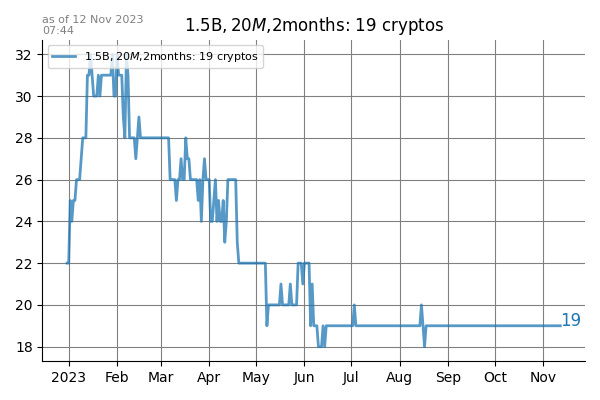 as of 12 Nov 2023
07:44
1.5B, 20M,2months: 19 cryptos
1.5B, 20M,2months: 19 cryptos
32
30
28
26
24
22
20
18
19
2023 Feb Mar Apr May Jun Jul Aug Sep Oct Nov